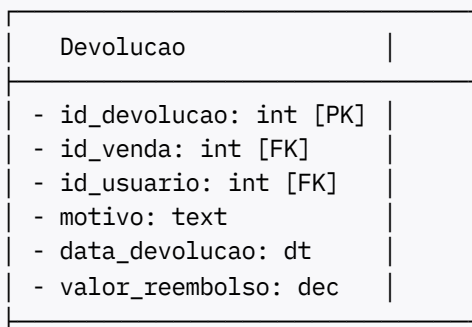 Devolucao
- id_devolucao: int [PK]
- id_venda: int [FK]
- id_usuario: int [FK]
- motivo: text
- data_devolucao: dt
- valor_reembolso: dec